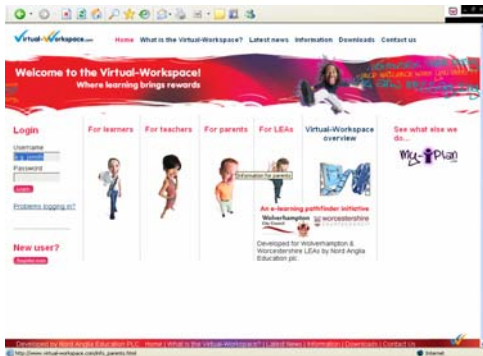 Virtual-Workspace.com
Home What is the Virtual-Workspace? Latest news Information Downloads Contact us
Welcome to the Virtual-Workspace!
Where learning brings rewards
Login
Username
Password
Problems logging in?
New user?
Register now
For learners
For teachers
For parents
Information for parents
For LEAs
Virtual-Workspace
overview
An e-learning pathfinder initiative
Wolverhampton
City Council
worcestershire
Developed for Wolverhampton &
Worcestershire LEAs by Nord Anglia
Education plc.
See what else we
do...
my-iPlan
Developed by Nord Anglia Education PLC Home | What is the Virtual-Workspace? | Latest News | Information | Downloads | Contact Us
http://www.virtual-workspace.com/info_parents.html
Internet